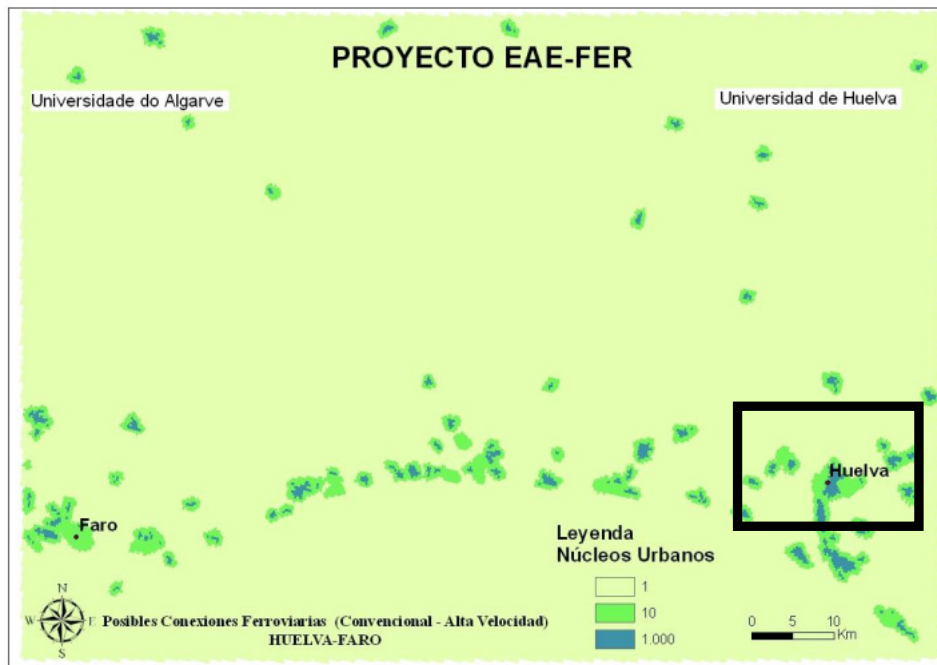 PROYECTO EAE-FER
Universidade do Algarve
Universidad de Huelva
Huelva
Faro
Leyenda
Núcleos Urbanos
1
10
1.000
N
W E
S
Posibles Conexiones Ferroviarias (Convencional - Alta Velocidad)
HUELVA-FARO
0 5 10
Km